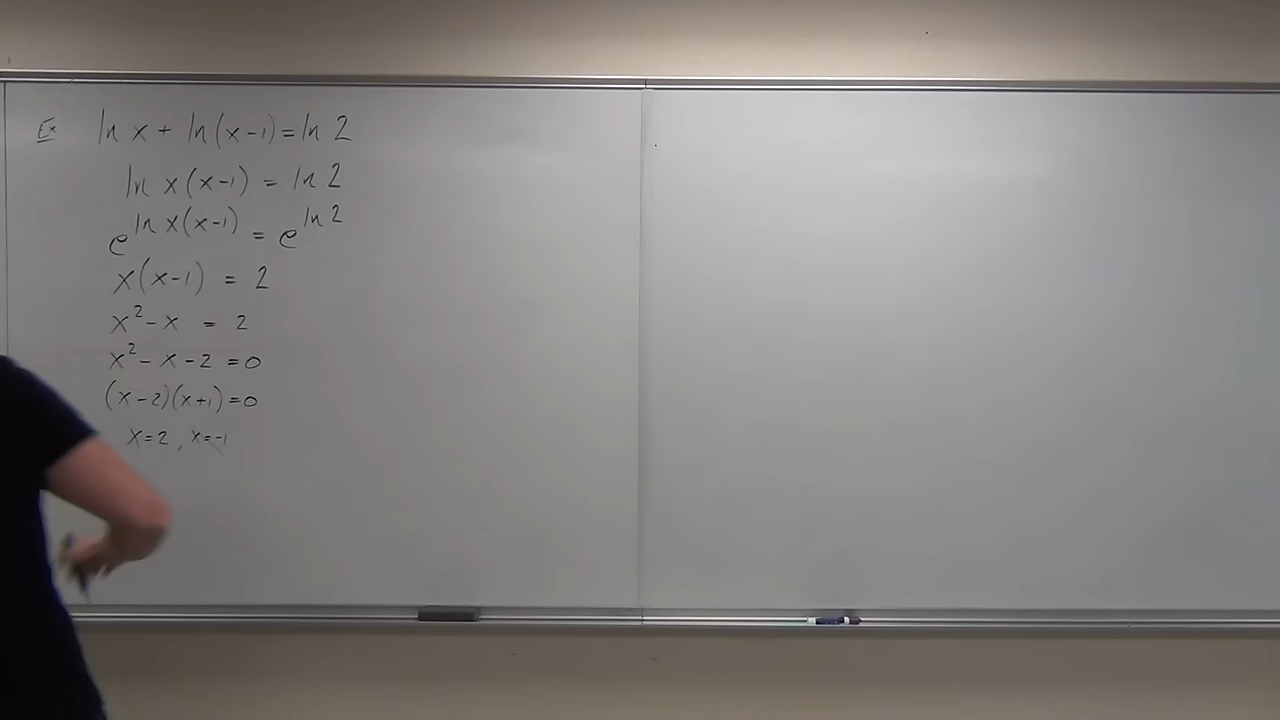 Ex ln x + ln(x-1) = ln 2
ln x(x-1) = ln 2
e^{ln x(x-1)} = e^{ln 2}
x(x-1) = 2
x² - x = 2
x² - x - 2 = 0
(x-2)(x+1) = 0
x=2, x=-1